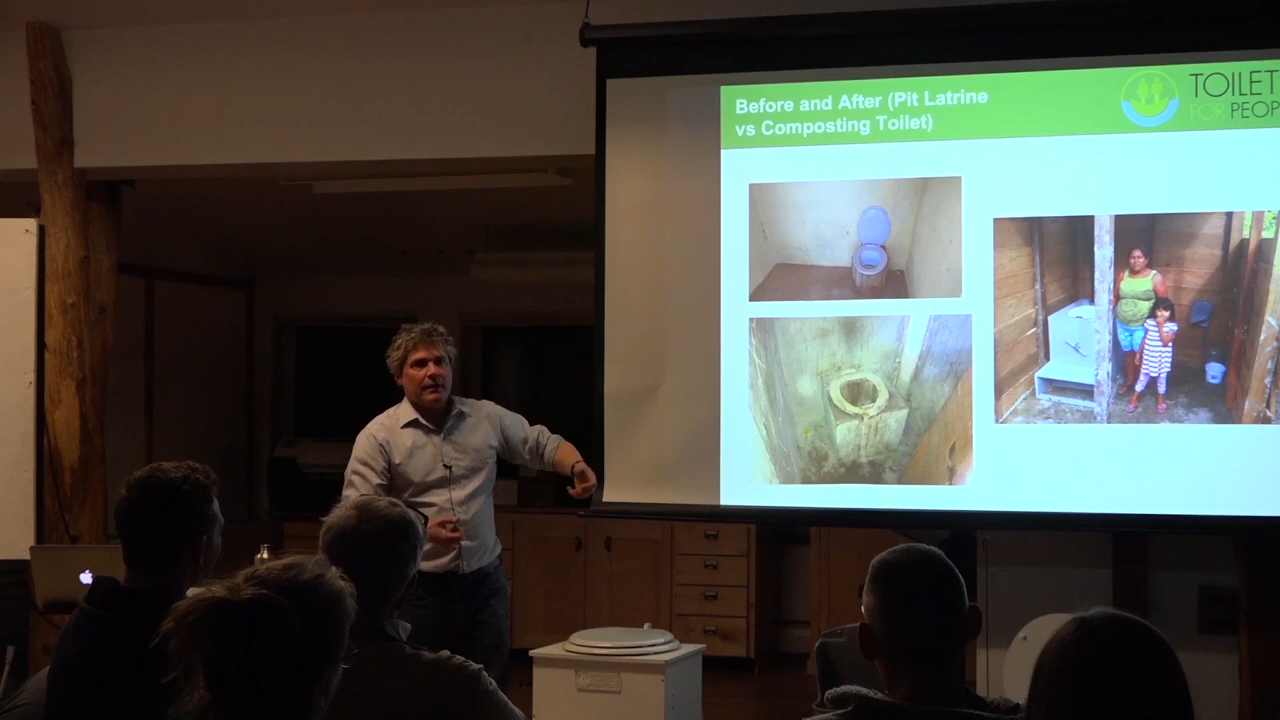 Before and After (Pit Latrine
vs Composting Toilet)
TOILET
FOR PEOP